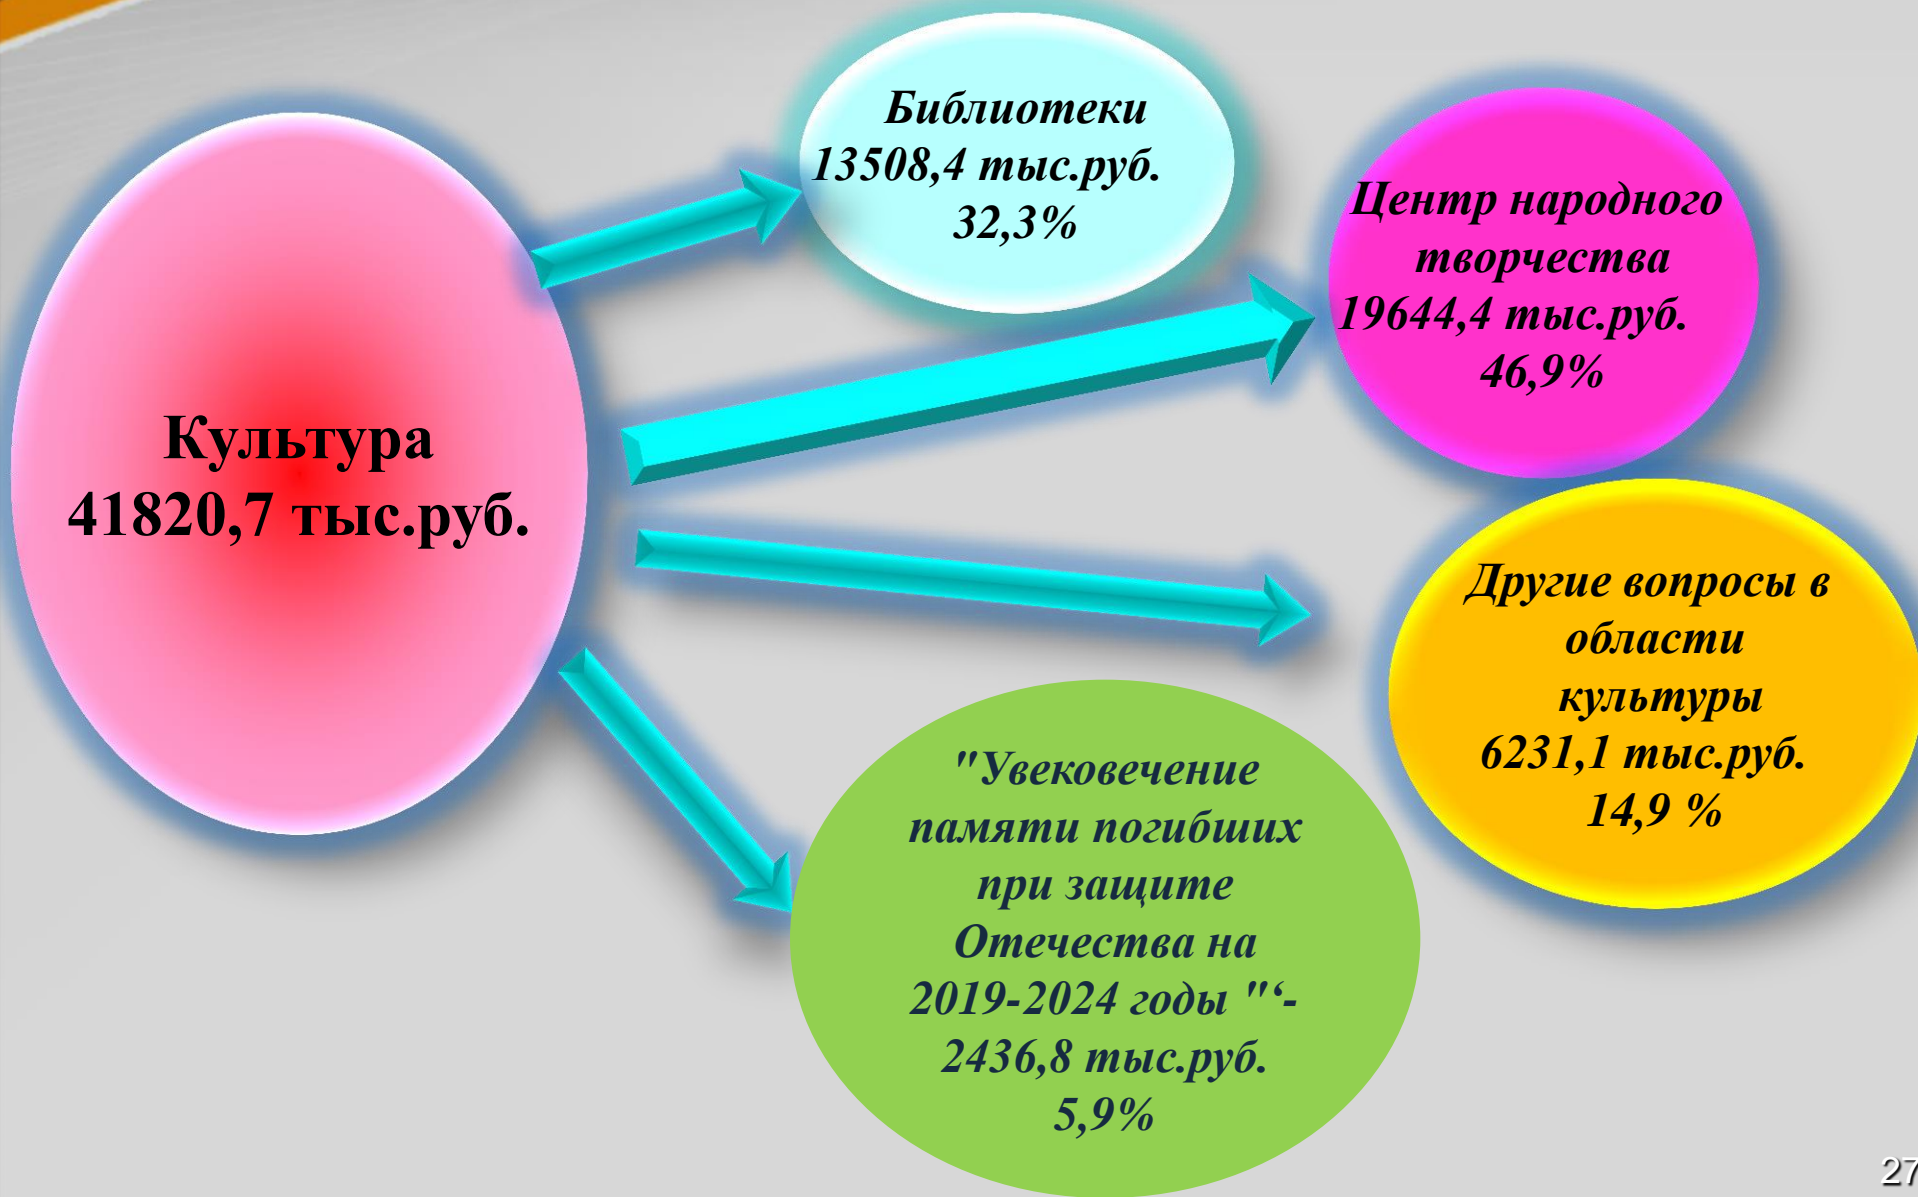 Культура
41820,7 тыс.руб.
Библиотеки
13508,4 тыс.руб.
32,3%
Центр народного
творчества
19644,4 тыс.руб.
46,9%
Другие вопросы в
области
культуры
6231,1 тыс.руб.
14,9 %
"Увековечение
памяти погибших
при защите
Отечества на
2019-2024 годы "‘-
2436,8 тыс.руб.
5,9%
27